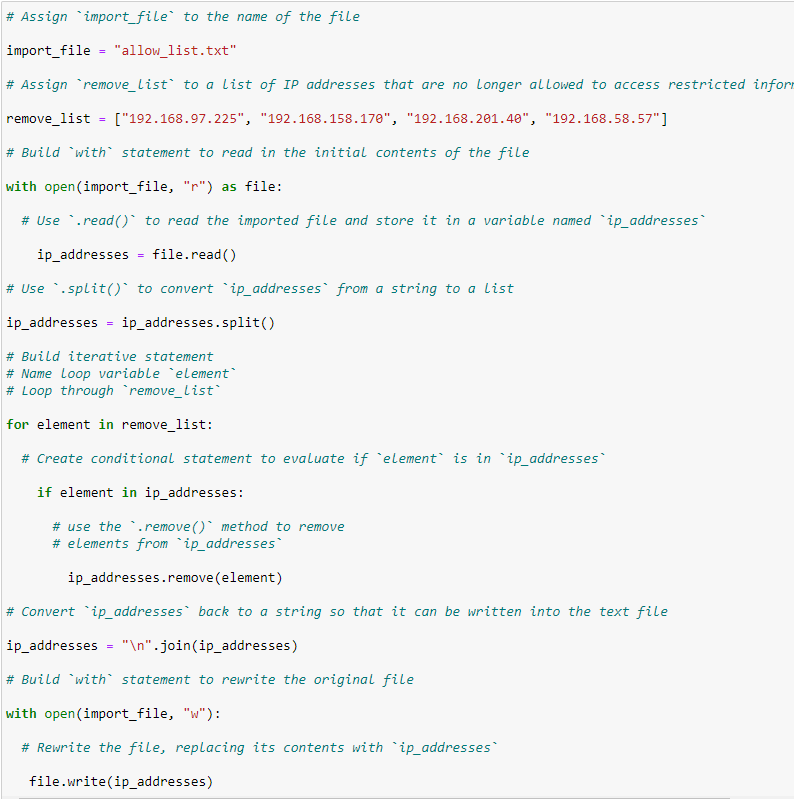 # Assign `import_file` to the name of the file
import_file = "allow_list.txt"
# Assign `remove_list` to a list of IP addresses that are no longer allowed to access restricted
remove_list = ["192.168.97.225", "192.168.158.170", "192.168.201.40", "192.168.58.57"]
# Build `with` statement to read in the initial contents of the file
with open(import_file, "r") as file:
# Use `.read()` to read the imported file and store it in a variable named `ip_addresses`
ip_addresses = file.read()
# Use `.split()` to convert `ip_addresses` from a string to a list
ip_addresses = ip_addresses.split()
# Build iterative statement
# Name loop variable `element`
# Loop through `remove_list`
for element in remove_list:
# Create conditional statement to evaluate if `element` is in `ip_addresses`
if element in ip_addresses:
# use the `.remove()` method to remove
# elements from `ip_addresses`
ip_addresses.remove(element)
# Convert `ip_addresses` back to a string so that it can be written into the text file
ip_addresses = "\n".join(ip_addresses)
# Build `with` statement to rewrite the original file
with open(import_file, "w"):
# Rewrite the file, replacing its contents with `ip_addresses`
file.write(ip_addresses)